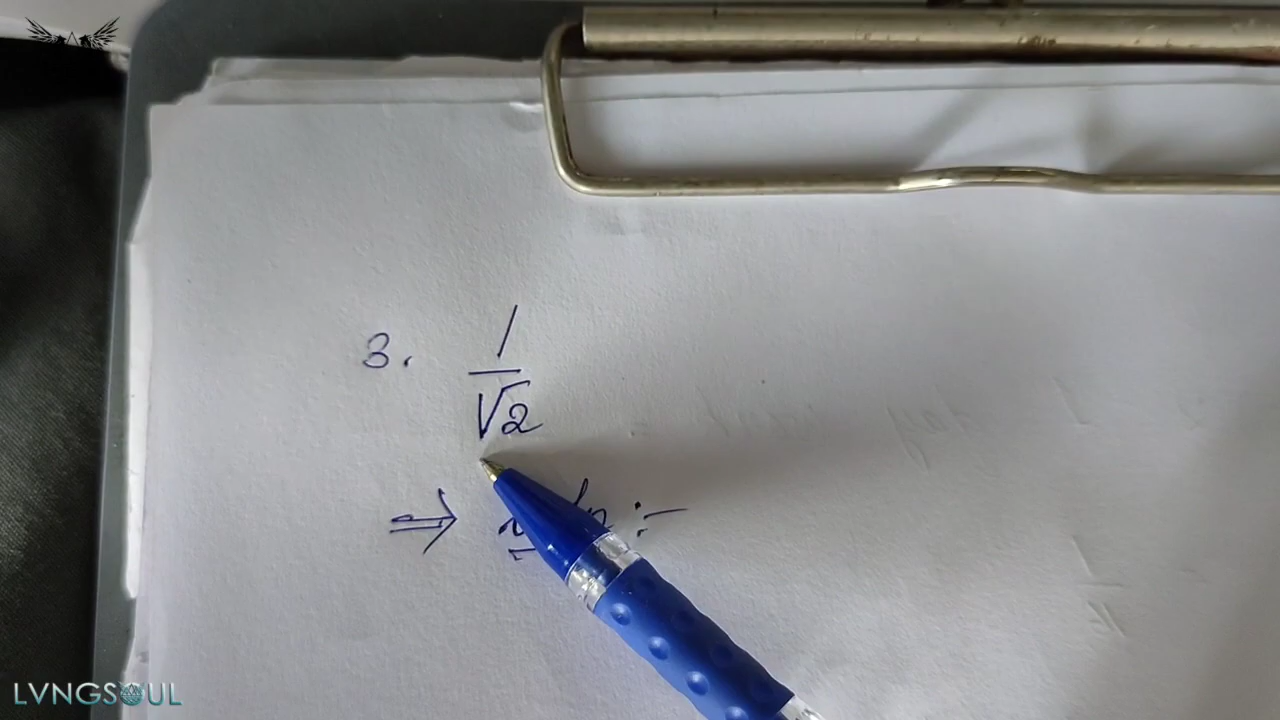 3. 1/√2
⇒ :-
LVNGSOUL